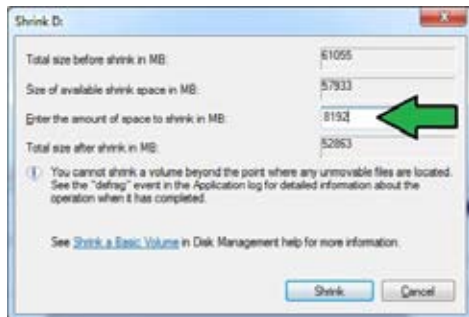 Shrink D:
Total size before shrink in MB: 61055
Size of available shrink space in MB: 57933
Enter the amount of space to shrink in MB: 8192
Total size after shrink in MB: 52863
You cannot shrink a volume beyond the point where any unmovable files are located.
See the "defrag" event in the Application log for detailed information about the
operation when it has completed.
See Shrink a Basic Volume in Disk Management help for more information.
Shrink Cancel